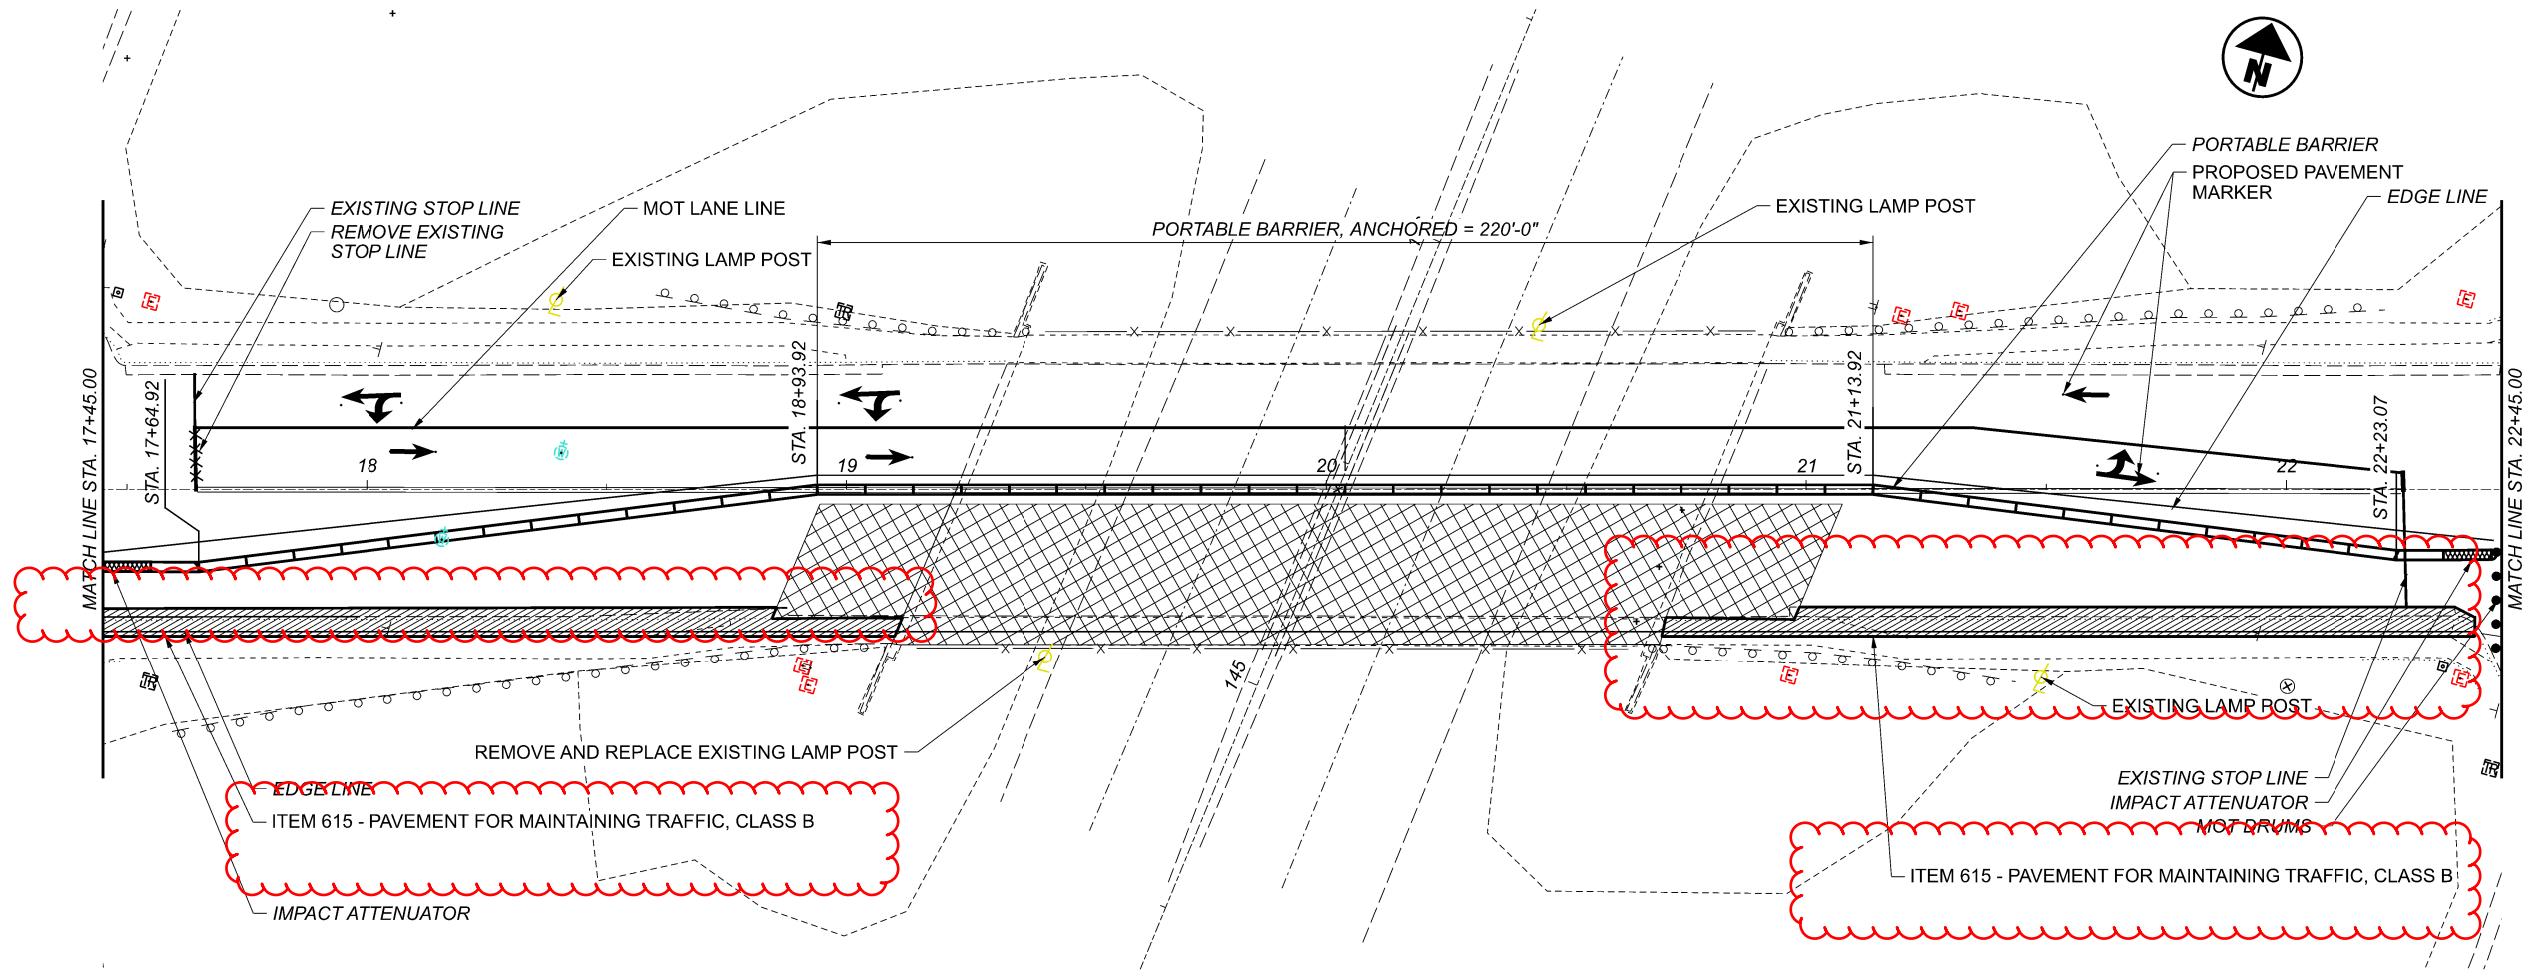 N
PORTABLE BARRIER
PROPOSED PAVEMENT
MARKER
EDGE LINE
EXISTING STOP LINE
REMOVE EXISTING
STOP LINE
MOT LANE LINE
EXISTING LAMP POST
PORTABLE BARRIER, ANCHORED = 220'-0"
EXISTING LAMP POST
MATCH LINE STA. 17+45.00
STA. 17+64.92
STA. 18+93.92
STA. 21+13.92
STA. 22+23.07
MATCH LINE STA. 22+45.00
18
19
20
21
22
145
REMOVE AND REPLACE EXISTING LAMP POST
EXISTING LAMP POST
EDGE LINE
ITEM 615 - PAVEMENT FOR MAINTAINING TRAFFIC, CLASS B
IMPACT ATTENUATOR
EXISTING STOP LINE
IMPACT ATTENUATOR
MOT DRUMS
ITEM 615 - PAVEMENT FOR MAINTAINING TRAFFIC, CLASS B